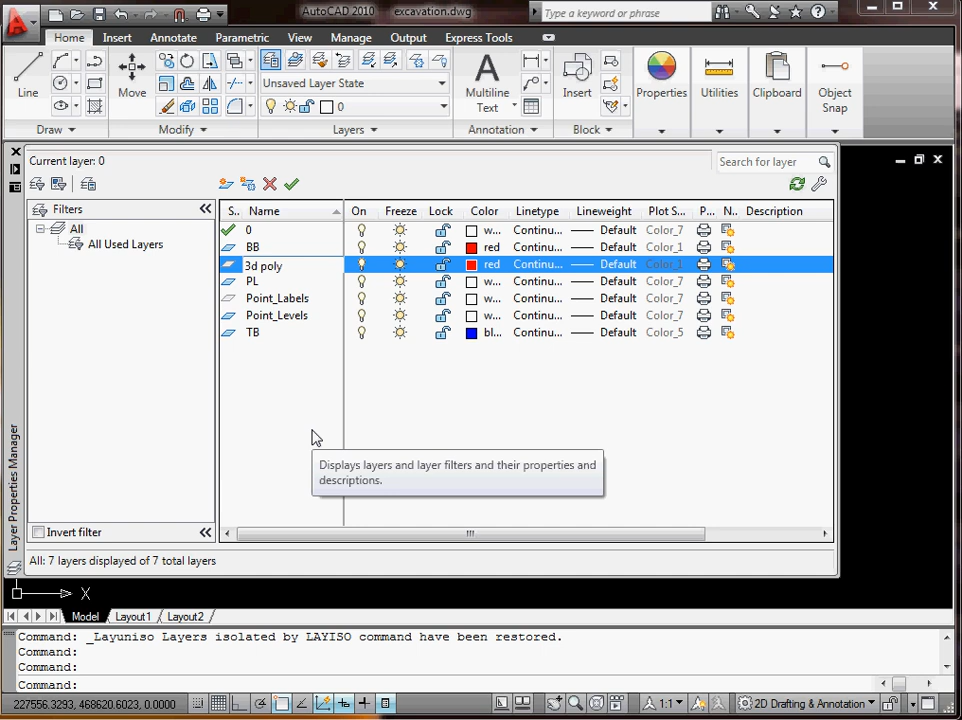 AutoCAD 2010 excavation.dwg
Type a keyword or phrase
Home Insert Annotate Parametric View Manage Output Express Tools
Unsaved Layer State
0
Line Move Multiline Text Insert Properties Utilities Clipboard Object Snap
Draw Modify Layers Annotation Block
Current layer: 0
Search for layer
Filters
All
All Used Layers
Invert filter
S.. Name On Freeze Lock Color Linetype Lineweight Plot S... P... N.. Description
0 w... Continu... Default Color_7
BB red Continu... Default Color_1
3d poly red Continu... Default Color_1
PL w... Continu... Default Color_7
Point_Labels w... Continu... Default Color_7
Point_Levels w... Continu... Default Color_7
TB bl... Continu... Default Color_5
Displays layers and layer filters and their properties and
descriptions.
Layer Properties Manager
All: 7 layers displayed of 7 total layers
X
Model Layout1 Layout2
Command: _Layuniso Layers isolated by LAYISO command have been restored.
Command:
Command:
Command:
227556.3293, 468620.6023, 0.0000 1:1 2D Drafting & Annotation